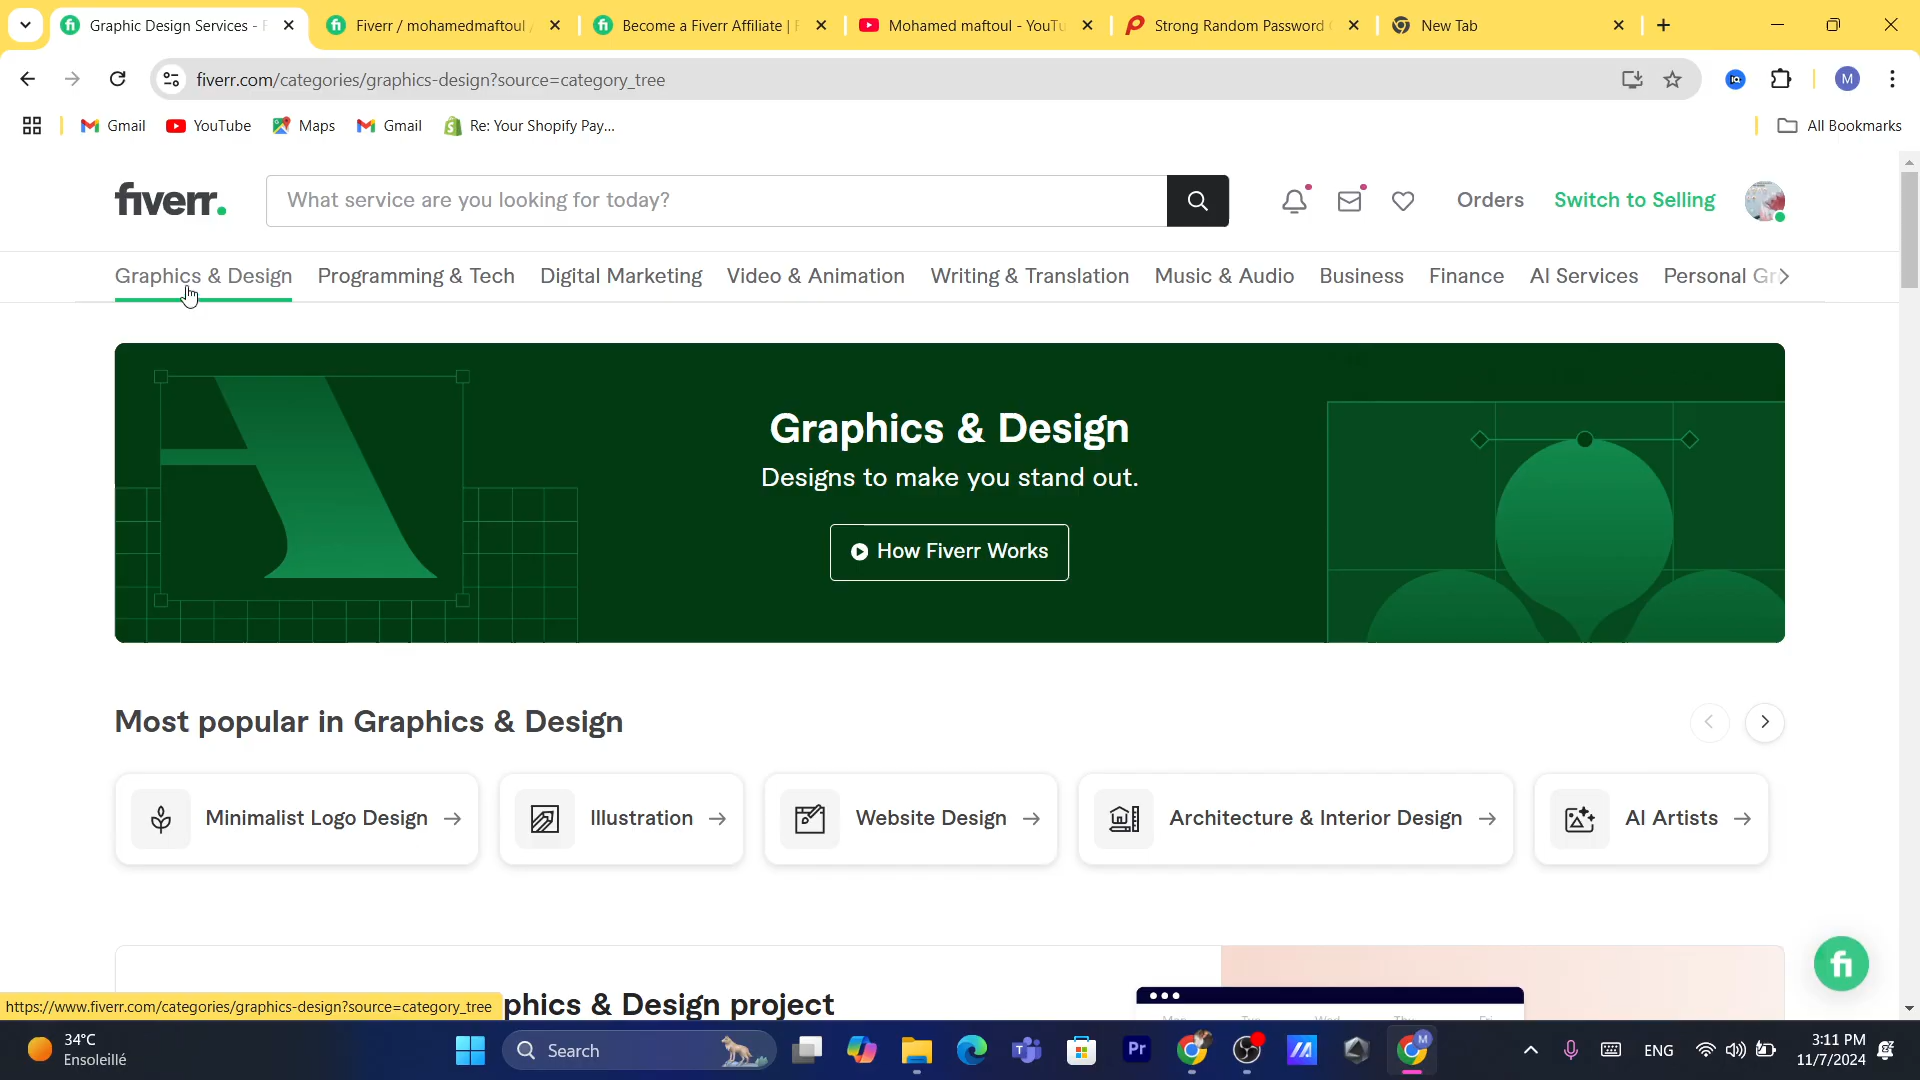 Graphic Design Services - F
Fiverr / mohamedmaftoul
Become a Fiverr Affiliate | F
Mohamed maftoul - YouTu
Strong Random Password
New Tab
fiverr.com/categories/graphics-design?source=category_tree
M
Gmail
YouTube
Maps
Gmail
Re: Your Shopify Pay...
All Bookmarks
fiverr.
What service are you looking for today?
Orders
Switch to Selling
Graphics & Design
Programming & Tech
Digital Marketing
Video & Animation
Writing & Translation
Music & Audio
Business
Finance
AI Services
Personal Gr
Graphics & Design
Designs to make you stand out.
How Fiverr Works
Most popular in Graphics & Design
Minimalist Logo Design
Illustration
Website Design
Architecture & Interior Design
AI Artists
fi
phics & Design project
https://www.fiverr.com/categories/graphics-design?source=category_tree
34°C
Ensoleillé
Search
Pr
M
ENG
3:11 PM
11/7/2024